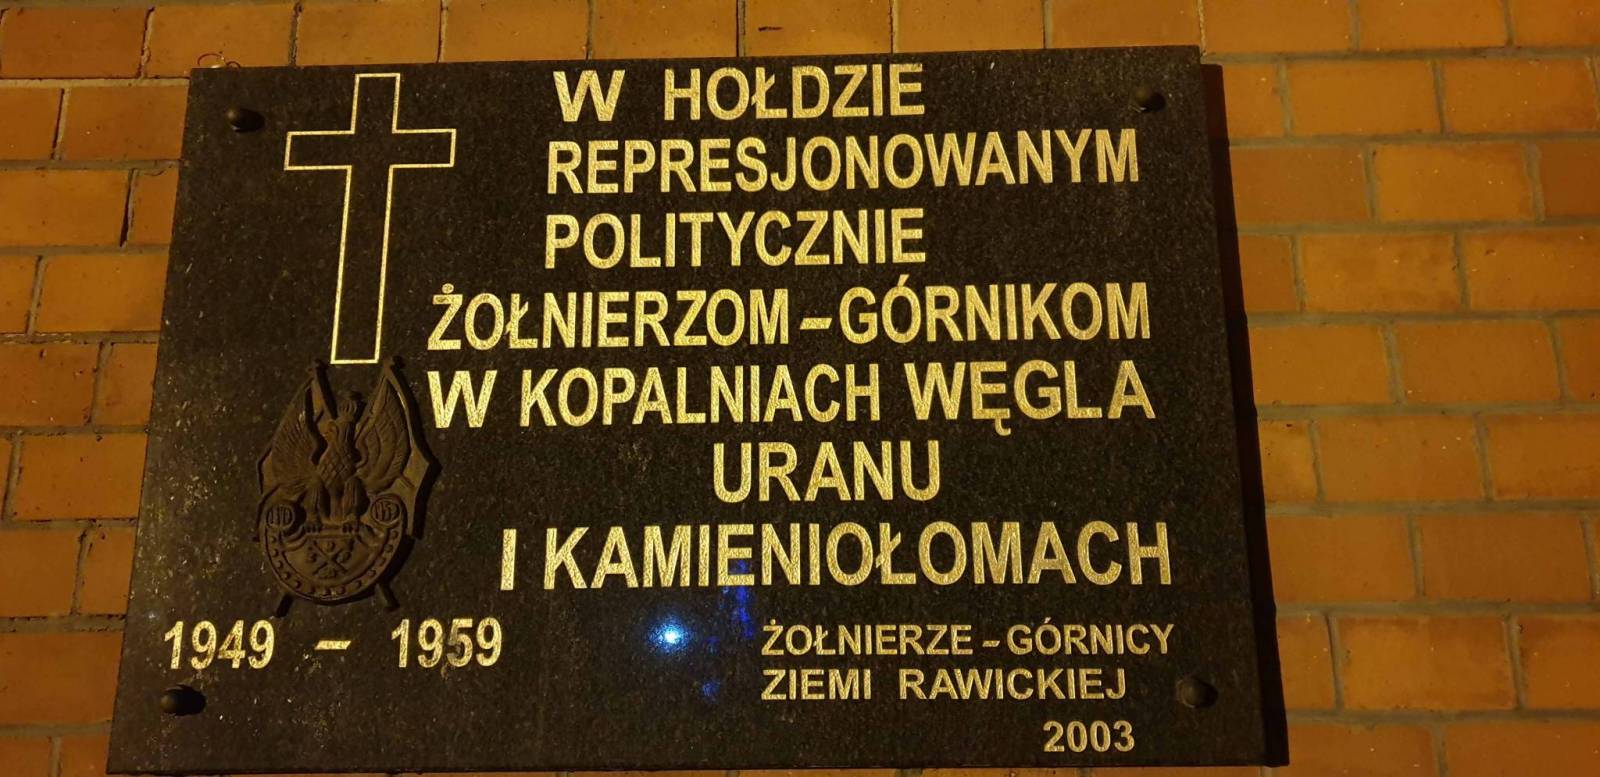 W HOŁDZIE
REPRESJONOWANYM
POLITYCZNIE
ŻOŁNIERZOM – GÓRNIKOM
W KOPALNIACH WĘGLA
URANU
I KAMIENIOŁOMACH
1949 – 1959
ŻOŁNIERZE – GÓRNICY
ZIEMI RAWICKIEJ
2003